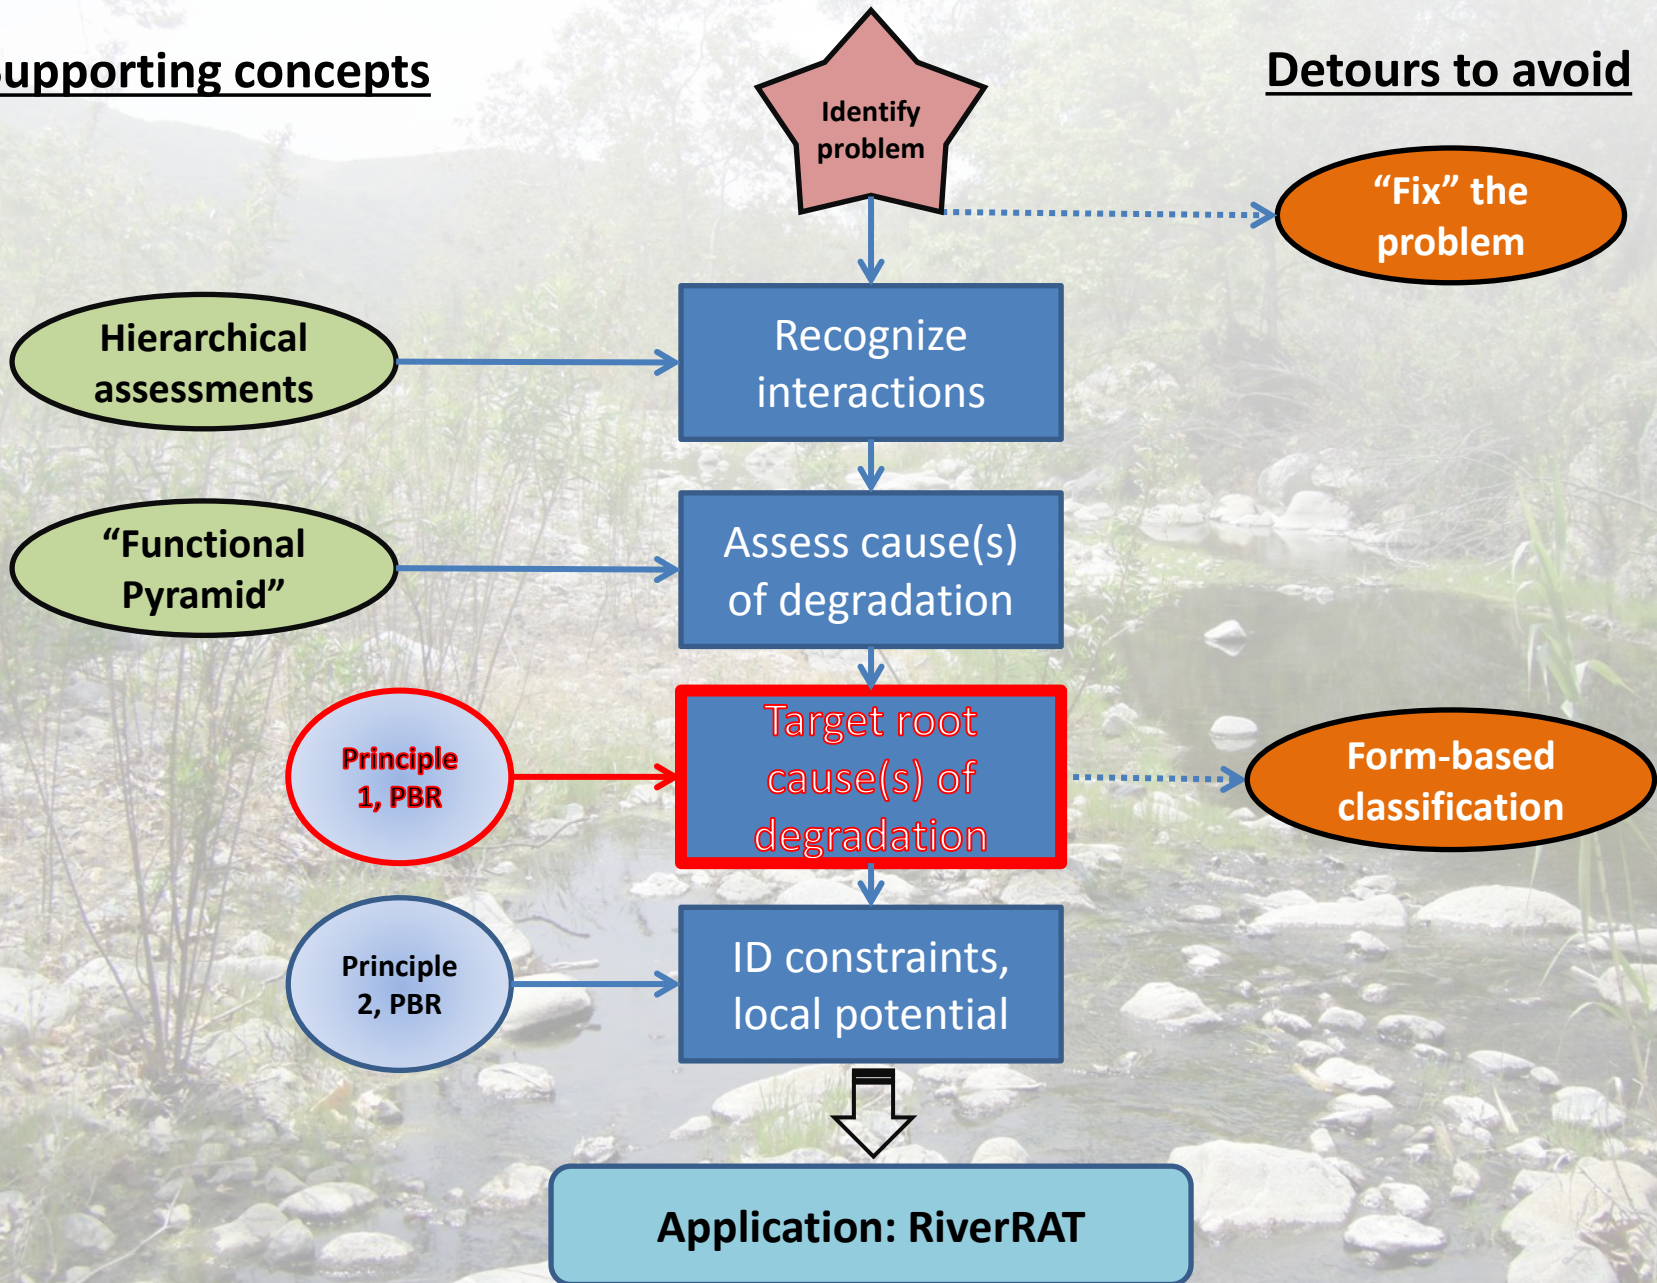 upporting concepts
Detours to avoid
Identify
problem
“Fix” the
problem
Hierarchical
assessments
Recognize
interactions
“Functional
Pyramid”
Assess cause(s)
of degradation
Principle
1, PBR
Target root
cause(s) of
degradation
Form-based
classification
Principle
2, PBR
ID constraints,
local potential
Application: RiverRAT